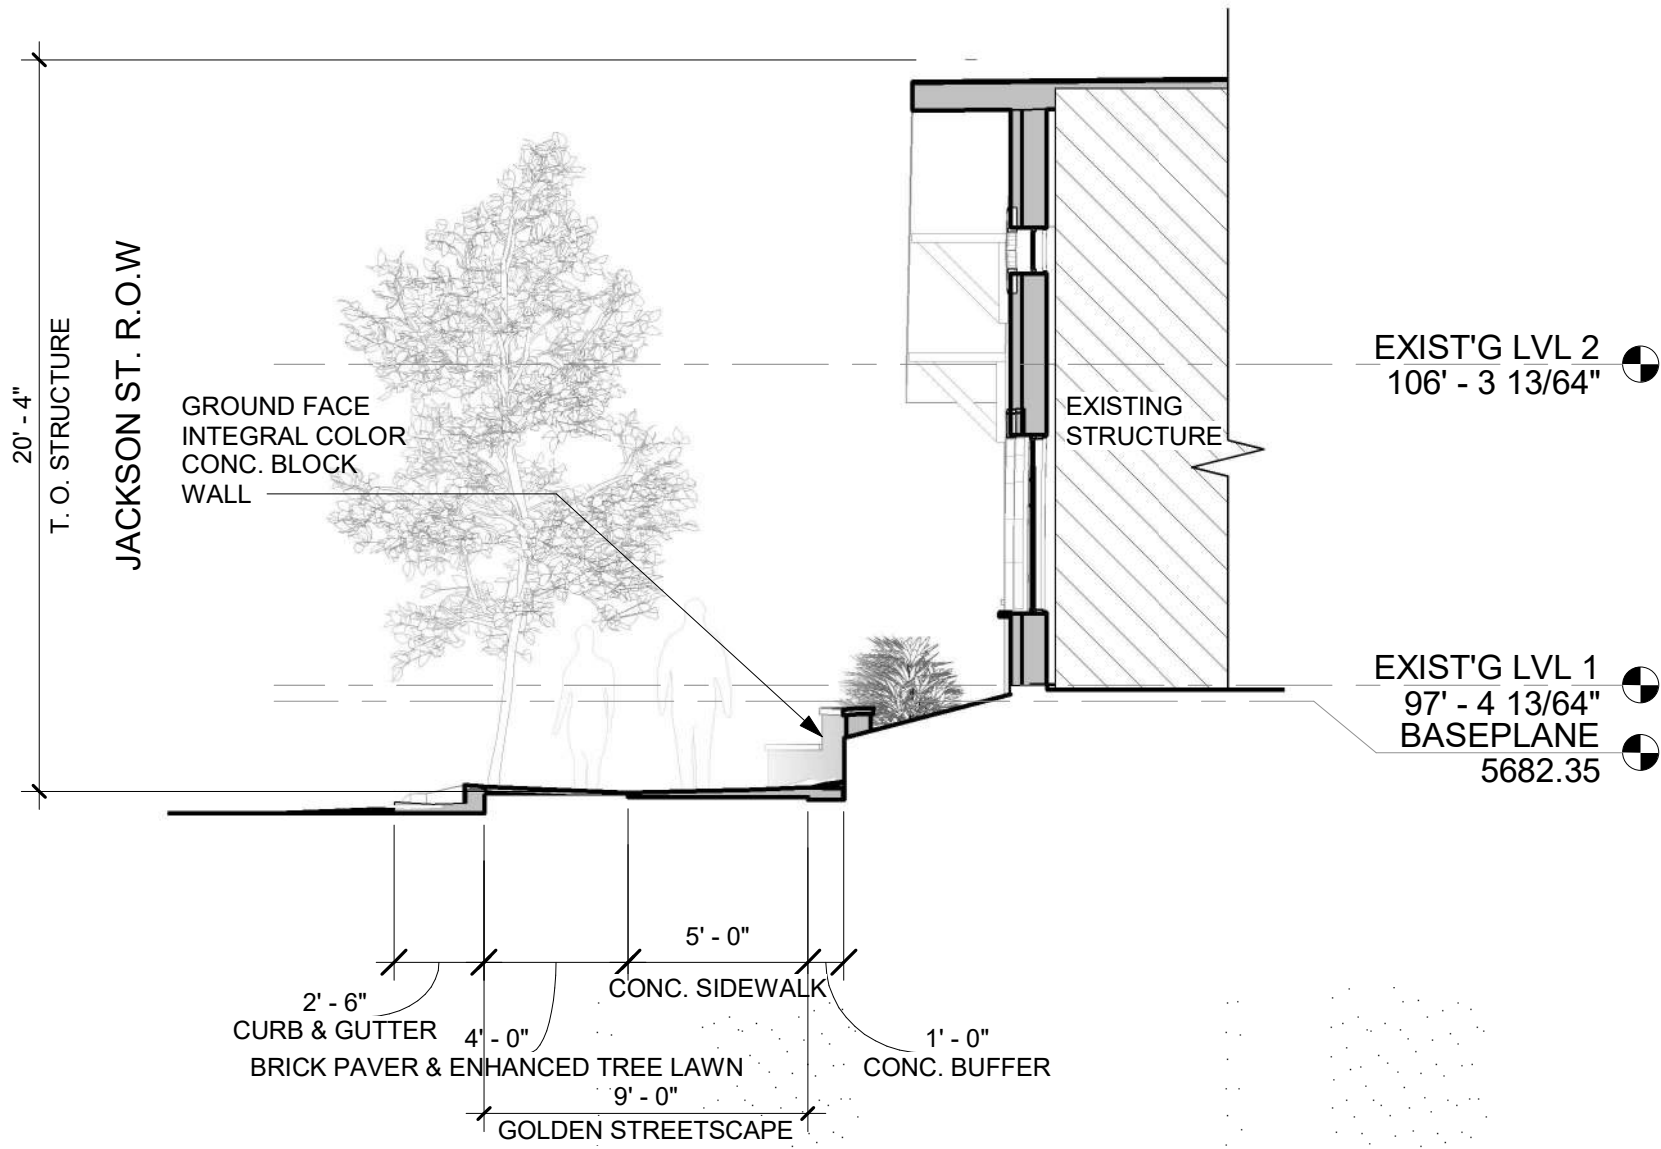 20' - 4"
T. O. STRUCTURE
JACKSON ST. R.O.W
GROUND FACE
INTEGRAL COLOR
CONC. BLOCK
WALL
EXISTING
STRUCTURE
EXIST'G LVL 2
106' - 3 13/64"
EXIST'G LVL 1
97' - 4 13/64"
BASEPLANE
5682.35
5' - 0"
CONC. SIDEWALK
2' - 6"
CURB & GUTTER
4' - 0"
BRICK PAVER & ENHANCED TREE LAWN
1' - 0"
CONC. BUFFER
9' - 0"
GOLDEN STREETSCAPE